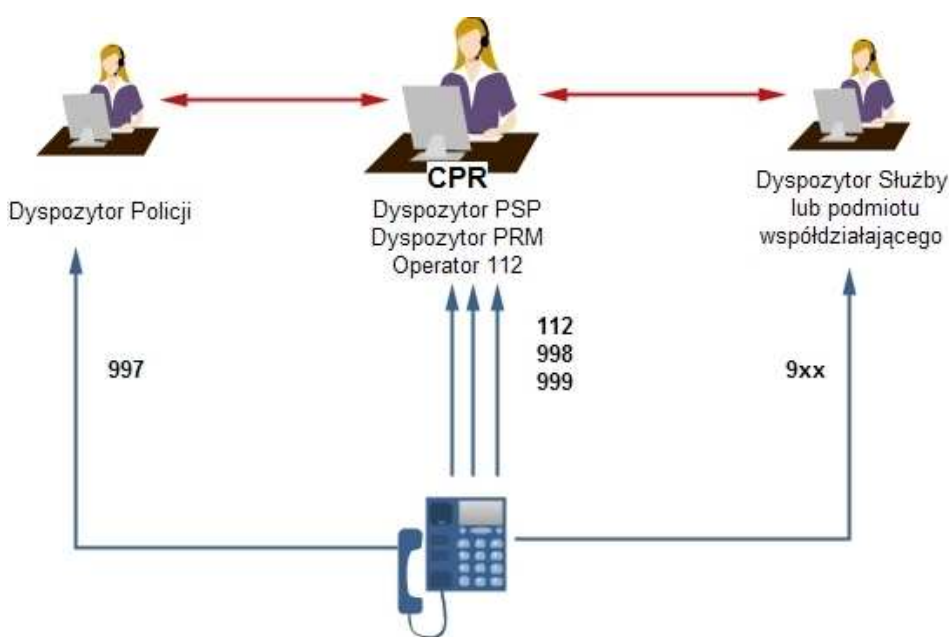 CPR
Dyspozytor Policji
Dyspozytor PSP
Dyspozytor PRM
Operator 112
Dyspozytor Służby
lub podmiotu
współdziałającego
997
112
998
999
9xx